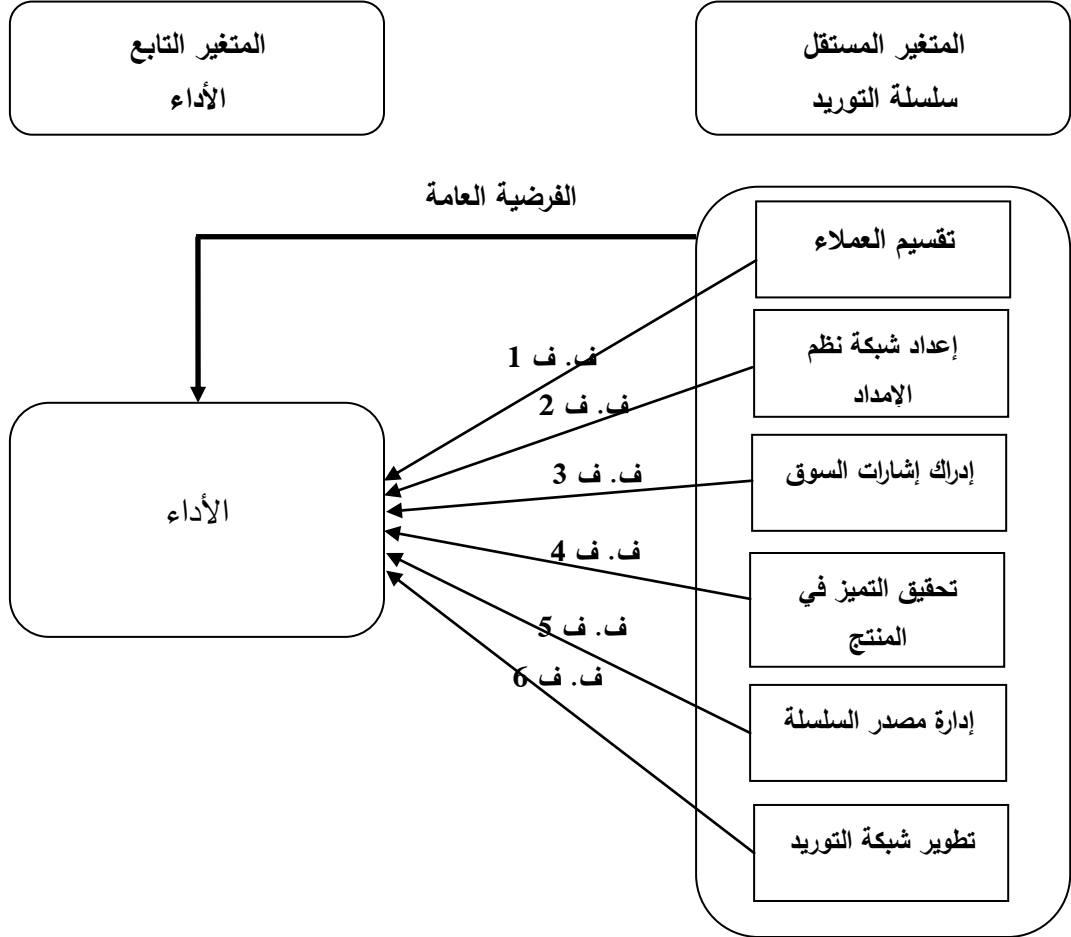 المتغير المستقل
سلسلة التوريد
المتغير التابع
الأداء
الفرضية العامة
تقسيم العملاء
ف. ف 1
إعداد شبكة نظم
الإمداد
ف. ف 2
إدراك إشارات السوق
ف. ف 3
الأداء
ف. ف 4
تحقيق التميز في
المنتج
ف. ف 5
إدارة مصدر السلسلة
ف. ف 6
تطوير شبكة التوريد